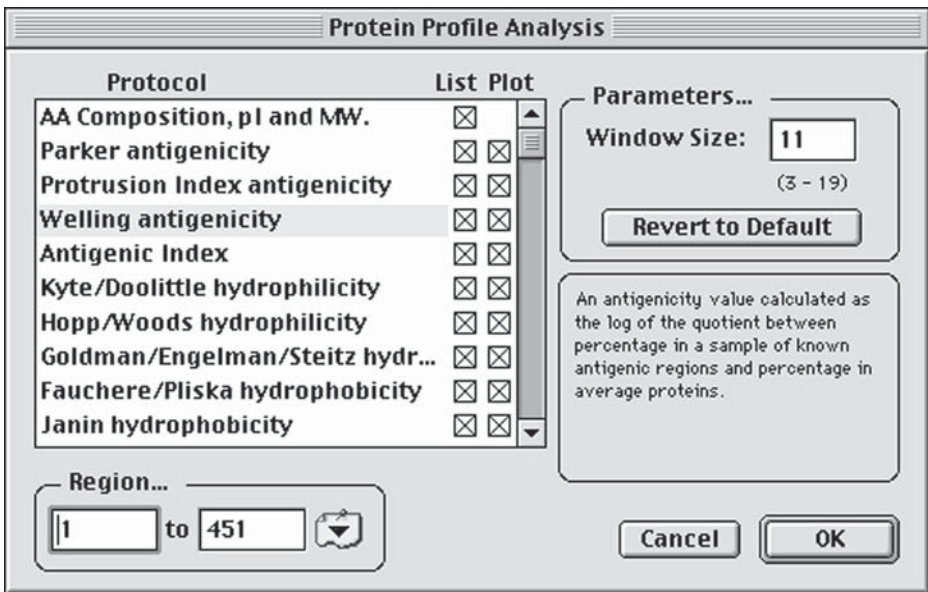 Protein Profile Analysis
Protocol
List Plot
AA Composition, pI and MW.
Parker antigenicity
Protrusion Index antigenicity
Welling antigenicity
Antigenic Index
Kyte/Doolittle hydrophilicity
Hopp/Woods hydrophilicity
Goldman/Engelman/Steitz hydr...
Fauchere/Pliska hydrophobicity
Janin hydrophobicity
Parameters...
Window Size: 11
(3 - 19)
Revert to Default
An antigenicity value calculated as
the log of the quotient between
percentage in a sample of known
antigenic regions and percentage in
average proteins.
Region...
1 to 451
Cancel
OK